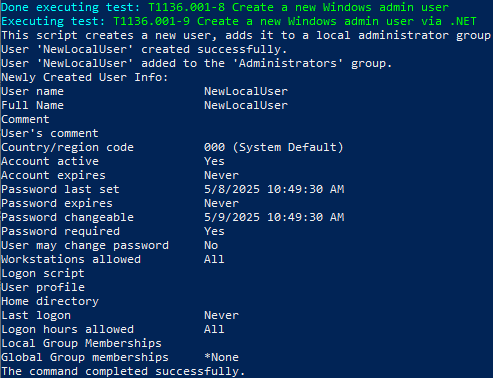 Done executing test: T1136.001-8 Create a new Windows admin user
Executing test: T1136.001-9 Create a new Windows admin user via .NET
This script creates a new user, adds it to a local administrator group
User 'NewLocalUser' created successfully.
User 'NewLocalUser' added to the 'Administrators' group.
Newly Created User Info:
User name                    NewLocalUser
Full Name                    NewLocalUser
Comment
User's comment
Country/region code          000 (System Default)
Account active               Yes
Account expires              Never
Password last set            5/8/2025 10:49:30 AM
Password expires             Never
Password changeable          5/9/2025 10:49:30 AM
Password required            Yes
User may change password     No
Workstations allowed         All
Logon script
User profile
Home directory
Last logon                   Never
Logon hours allowed          All
Local Group Memberships
Global Group memberships     *None
The command completed successfully.